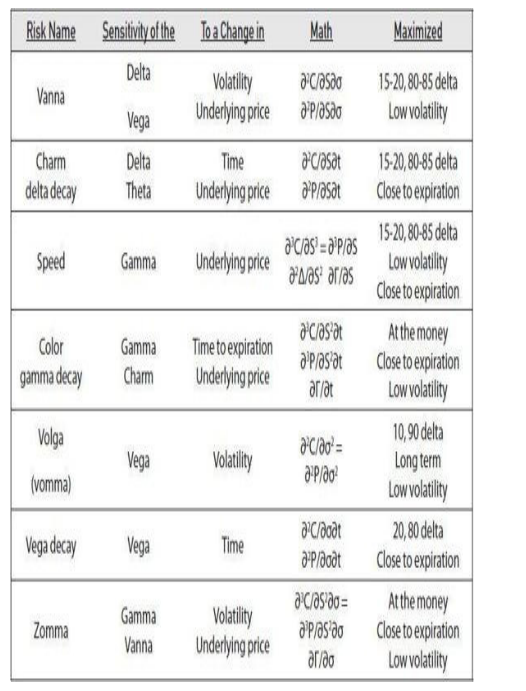 Risk Name Sensitivity of the To a Change in Math Maximized
Vanna
Delta
Vega
Volatility
Underlying price
∂²C/∂S∂σ
∂²P/∂S∂σ
15-20, 80-85 delta
Low volatility
Charm
delta decay
Delta
Theta
Time
Underlying price
∂²C/∂S∂t
∂²P/∂S∂t
15-20, 80-85 delta
Close to expiration
Speed
Gamma
Underlying price
∂³C/∂S³ = ∂³P/∂S
∂²Δ/∂S² ∂Γ/∂S
15-20, 80-85 delta
Low volatility
Close to expiration
Color
gamma decay
Gamma
Charm
Time to expiration
Underlying price
∂³C/∂S²∂t
∂³P/∂S²∂t
∂Γ/∂t
At the money
Close to expiration
Low volatility
Volga
(vomma)
Vega
Volatility
∂²C/∂σ² =
∂²P/∂σ²
10, 90 delta
Long term
Low volatility
Vega decay
Vega
Time
∂²C/∂σ∂t
∂²P/∂σ∂t
20, 80 delta
Close to expiration
Zomma
Gamma
Vanna
Volatility
Underlying price
∂³C/∂S²∂σ =
∂³P/∂S²∂σ
∂Γ/∂σ
At the money
Close to expiration
Low volatility